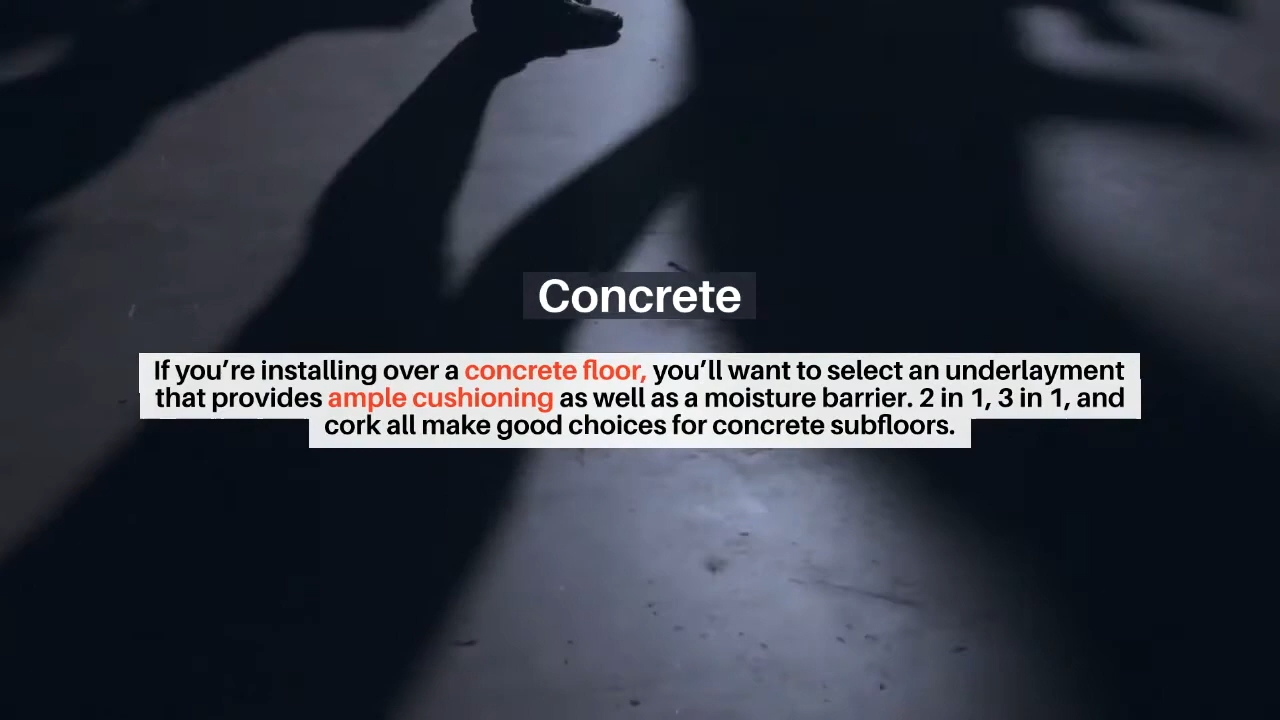 Concrete
If you’re installing over a concrete floor, you’ll want to select an underlayment
that provides ample cushioning as well as a moisture barrier. 2 in 1, 3 in 1, and
cork all make good choices for concrete subfloors.